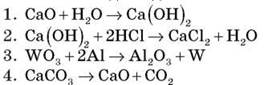 1. CaO+H₂O→Ca(OH)₂
2. Ca(OH)₂+2HCl→CaCl₂+H₂O
3. WO₃+2Al→Al₂O₃+W
4. CaCO₃→CaO+CO₂